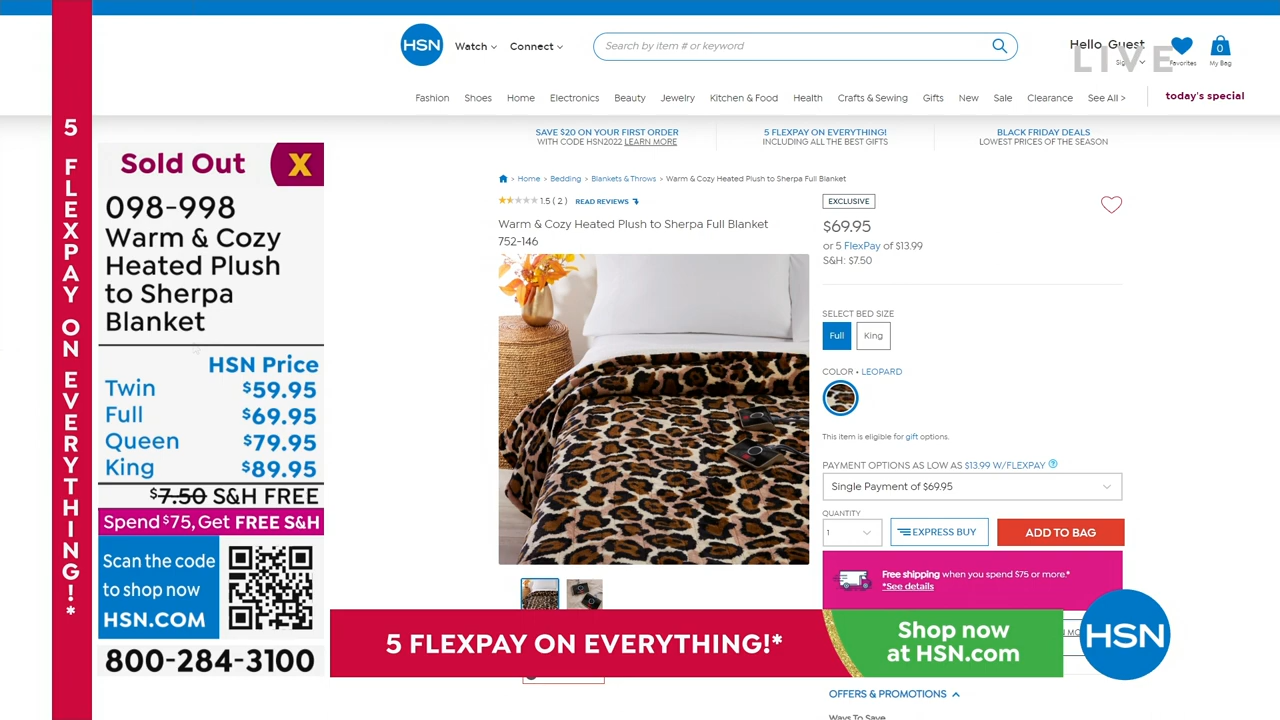 5 FLEXPAY ON EVERYTHING!*
HSN
Watch
Connect
Search by item # or keyword
Hello, Guest
LIVE
Favorites
0
My Bag
Fashion
Shoes
Home
Electronics
Beauty
Jewelry
Kitchen & Food
Health
Crafts & Sewing
Gifts
New
Sale
Clearance
See All >
today's special
SAVE $20 ON YOUR FIRST ORDER
WITH CODE HSN2022 LEARN MORE
5 FLEXPAY ON EVERYTHING!
INCLUDING ALL THE BEST GIFTS
BLACK FRIDAY DEALS
LOWEST PRICES OF THE SEASON
Sold Out X
098-998
Warm & Cozy
Heated Plush
to Sherpa
Blanket
HSN Price
Twin $59.95
Full $69.95
Queen $79.95
King $89.95
$7.50 S&H FREE
Spend $75, Get FREE S&H
Scan the code
to shop now
HSN.COM
800-284-3100
> Home > Bedding > Blankets & Throws > Warm & Cozy Heated Plush to Sherpa Full Blanket
1.5 ( 2 ) READ REVIEWS
Warm & Cozy Heated Plush to Sherpa Full Blanket
752-146
EXCLUSIVE
$69.95
or 5 FlexPay of $13.99
S&H: $7.50
SELECT BED SIZE
Full
King
COLOR • LEOPARD
This item is eligible for gift options.
PAYMENT OPTIONS AS LOW AS $13.99 W/FLEXPAY ?
Single Payment of $69.95
QUANTITY
1
EXPRESS BUY
ADD TO BAG
Free shipping when you spend $75 or more.*
*See details
5 FLEXPAY ON EVERYTHING!*
Shop now
at HSN.com
HSN
OFFERS & PROMOTIONS
Ways To Save